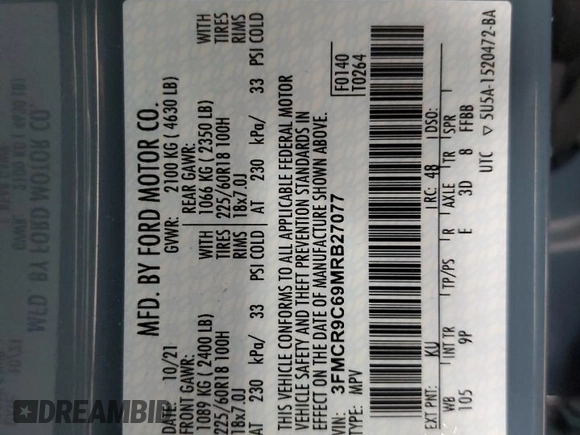 MFD. BY FORD MOTOR CO.
DATE: 10/21 GVWR: 2100 KG ( 4630 LB)
FRONT GAWR: REAR GAWR: WITH
1089 KG ( 2400 LB) 1066 KG ( 2350 LB) WITH TIRES
225/60R18 100H TIRES 225/60R18 100H TIRES
18x7.0J RIMS 18x7.0J RIMS
AT 230 kPa/ 33 PSI COLD AT 230 kPa/ 33 PSI COLD
THIS VEHICLE CONFORMS TO ALL APPLICABLE FEDERAL MOTOR
VEHICLE SAFETY AND THEFT PREVENTION STANDARDS IN
EFFECT ON THE DATE OF MANUFACTURE SHOWN ABOVE.
VIN: 3FMCR9C69MRB27077 F0140
TYPE: MPV T0264
EXT PNT: KU RC: 48 DSO:
WB INT TR TP/PS R AXLE TR SPR
105 9P E 3D 8 FFBB
UTC ▽ 5U5A-1520472-BA
DREAMBID